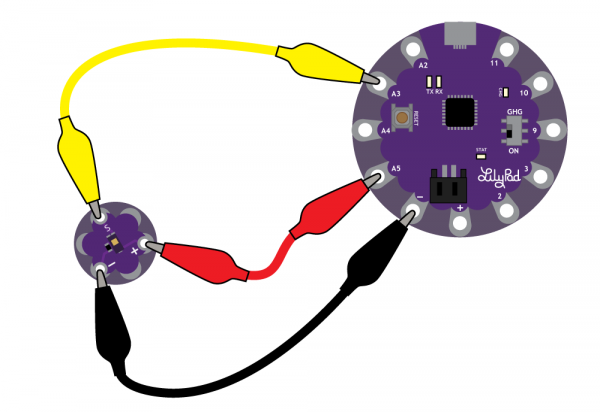 A2
11
A3
TX RX
CHG
10
RESET
GHG
A4
9
ON
STAT
A5
LilyPad
3
2
−
+
S
+
−